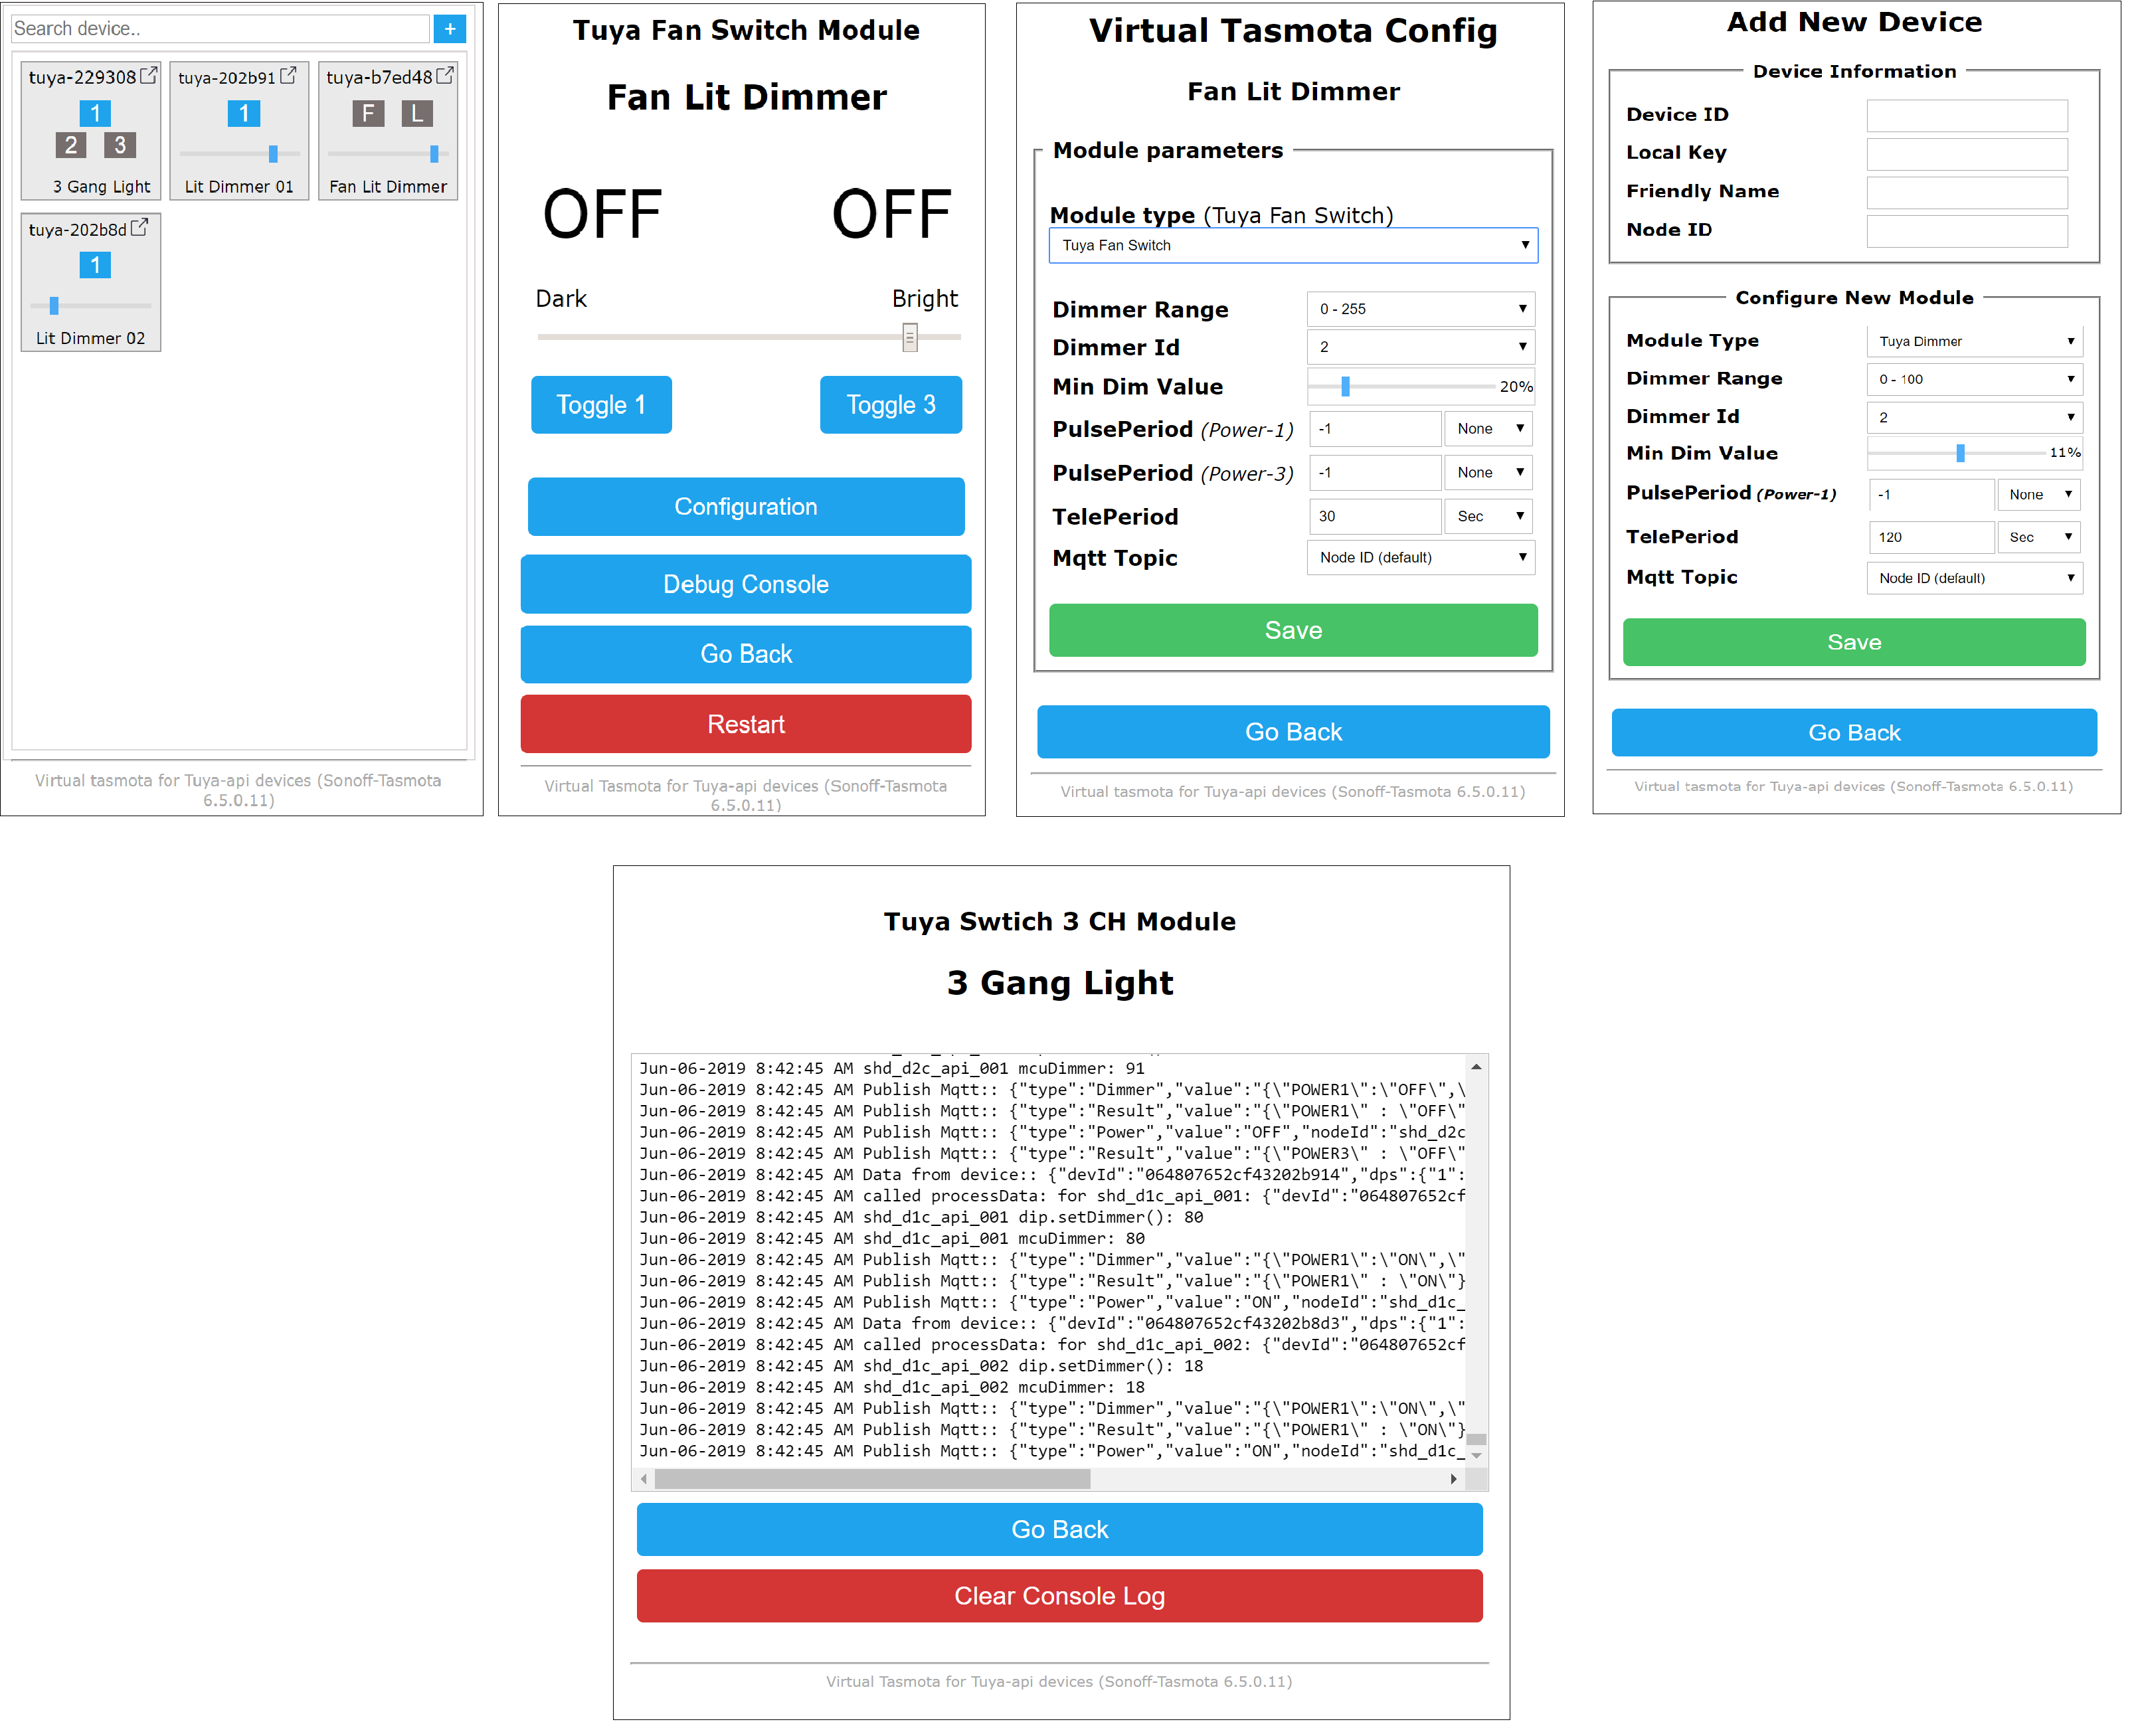 Search device..
+
tuya-229308
1
2 3
3 Gang Light
tuya-202b91
1
Lit Dimmer 01
tuya-b7ed48
F L
Fan Lit Dimmer
tuya-202b8d
1
Lit Dimmer 02
Virtual tasmota for Tuya-api devices (Sonoff-Tasmota
6.5.0.11)
Tuya Fan Switch Module
Fan Lit Dimmer
OFF OFF
Dark Bright
Toggle 1 Toggle 3
Configuration
Debug Console
Go Back
Restart
Virtual Tasmota for Tuya-api devices (Sonoff-Tasmota
6.5.0.11)
Virtual Tasmota Config
Fan Lit Dimmer
Module parameters
Module type (Tuya Fan Switch)
Tuya Fan Switch
Dimmer Range 0 - 255
Dimmer Id 2
Min Dim Value 20%
PulsePeriod (Power-1) -1 None
PulsePeriod (Power-3) -1 None
TelePeriod 30 Sec
Mqtt Topic Node ID (default)
Save
Go Back
Virtual tasmota for Tuya-api devices (Sonoff-Tasmota 6.5.0.11)
Add New Device
Device Information
Device ID
Local Key
Friendly Name
Node ID
Configure New Module
Module Type Tuya Dimmer
Dimmer Range 0 - 100
Dimmer Id 2
Min Dim Value 11%
PulsePeriod (Power-1) -1 None
TelePeriod 120 Sec
Mqtt Topic Node ID (default)
Save
Go Back
Virtual tasmota for Tuya-api devices (Sonoff-Tasmota 6.5.0.11)
Tuya Swtich 3 CH Module
3 Gang Light
Jun-06-2019 8:42:45 AM shd_d2c_api_001 mcuDimmer: 91
Jun-06-2019 8:42:45 AM Publish Mqtt:: {"type":"Dimmer","value":"{\"POWER1\":\"OFF\",\
Jun-06-2019 8:42:45 AM Publish Mqtt:: {"type":"Result","value":"{\"POWER1\" : \"OFF\"
Jun-06-2019 8:42:45 AM Publish Mqtt:: {"type":"Power","value":"OFF","nodeId":"shd_d2c
Jun-06-2019 8:42:45 AM Publish Mqtt:: {"type":"Result","value":"{\"POWER3\" : \"OFF\"
Jun-06-2019 8:42:45 AM Data from device:: {"devId":"064807652cf43202b914","dps":{"1":
Jun-06-2019 8:42:45 AM called processData: for shd_d1c_api_001: {"devId":"064807652cf
Jun-06-2019 8:42:45 AM shd_d1c_api_001 dip.setDimmer(): 80
Jun-06-2019 8:42:45 AM shd_d1c_api_001 mcuDimmer: 80
Jun-06-2019 8:42:45 AM Publish Mqtt:: {"type":"Dimmer","value":"{\"POWER1\":\"ON\",\"
Jun-06-2019 8:42:45 AM Publish Mqtt:: {"type":"Result","value":"{\"POWER1\" : \"ON\"}
Jun-06-2019 8:42:45 AM Publish Mqtt:: {"type":"Power","value":"ON","nodeId":"shd_d1c_
Jun-06-2019 8:42:45 AM Data from device:: {"devId":"064807652cf43202b8d3","dps":{"1":
Jun-06-2019 8:42:45 AM called processData: for shd_d1c_api_002: {"devId":"064807652cf
Jun-06-2019 8:42:45 AM shd_d1c_api_002 dip.setDimmer(): 18
Jun-06-2019 8:42:45 AM shd_d1c_api_002 mcuDimmer: 18
Jun-06-2019 8:42:45 AM Publish Mqtt:: {"type":"Dimmer","value":"{\"POWER1\":\"ON\",\"
Jun-06-2019 8:42:45 AM Publish Mqtt:: {"type":"Result","value":"{\"POWER1\" : \"ON\"}
Jun-06-2019 8:42:45 AM Publish Mqtt:: {"type":"Power","value":"ON","nodeId":"shd_d1c_
Go Back
Clear Console Log
Virtual Tasmota for Tuya-api devices (Sonoff-Tasmota 6.5.0.11)